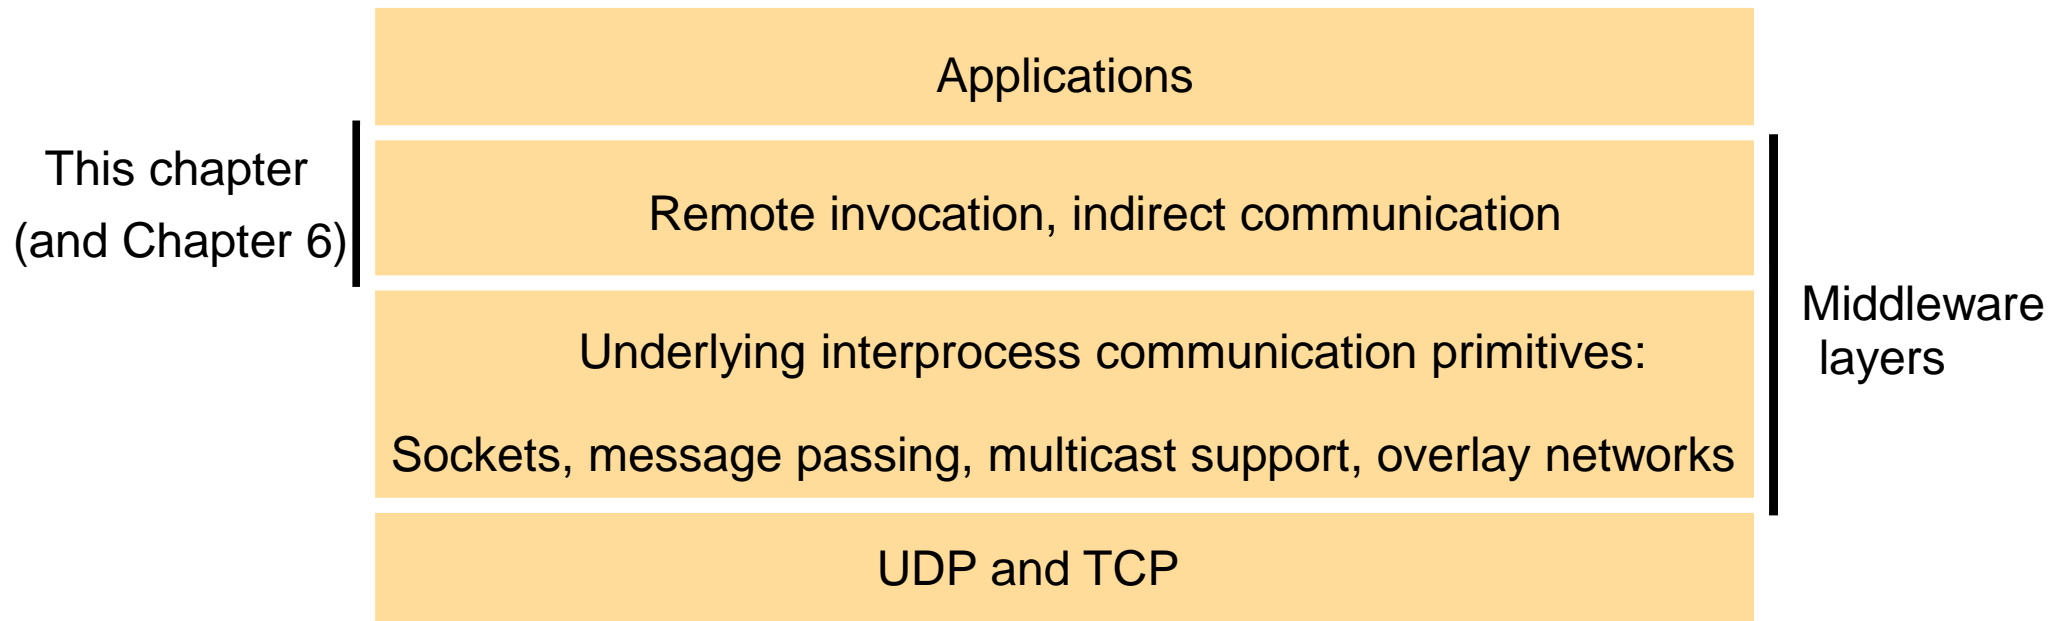 Applications
This chapter
(and Chapter 6)
Remote invocation, indirect communication
Middleware
layers
Underlying interprocess communication primitives:
Sockets, message passing, multicast support, overlay networks
UDP and TCP